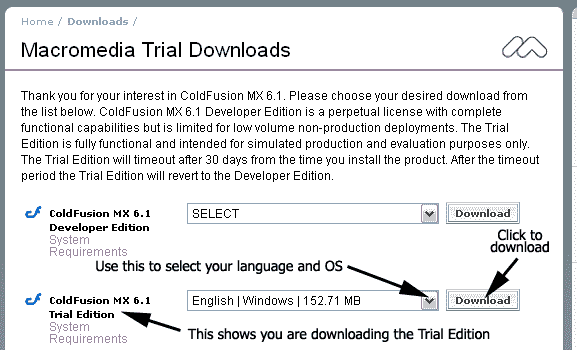 Home / Downloads /
Macromedia Trial Downloads
Thank you for your interest in ColdFusion MX 6.1. Please choose your desired download from
the list below. ColdFusion MX 6.1 Developer Edition is a perpetual license with complete
functional capabilities but is limited for low volume non-production deployments. The Trial
Edition is fully functional and intended for simulated production and evaluation purposes only.
The Trial Edition will timeout after 30 days from the time you install the product. After the timeout
period the Trial Edition will revert to the Developer Edition.
ColdFusion MX 6.1
Developer Edition
System
Requirements
SELECT
Download
Click to
download
Use this to select your language and OS
ColdFusion MX 6.1
Trial Edition
System
Requirements
English | Windows | 152.71 MB
Download
This shows you are downloading the Trial Edition